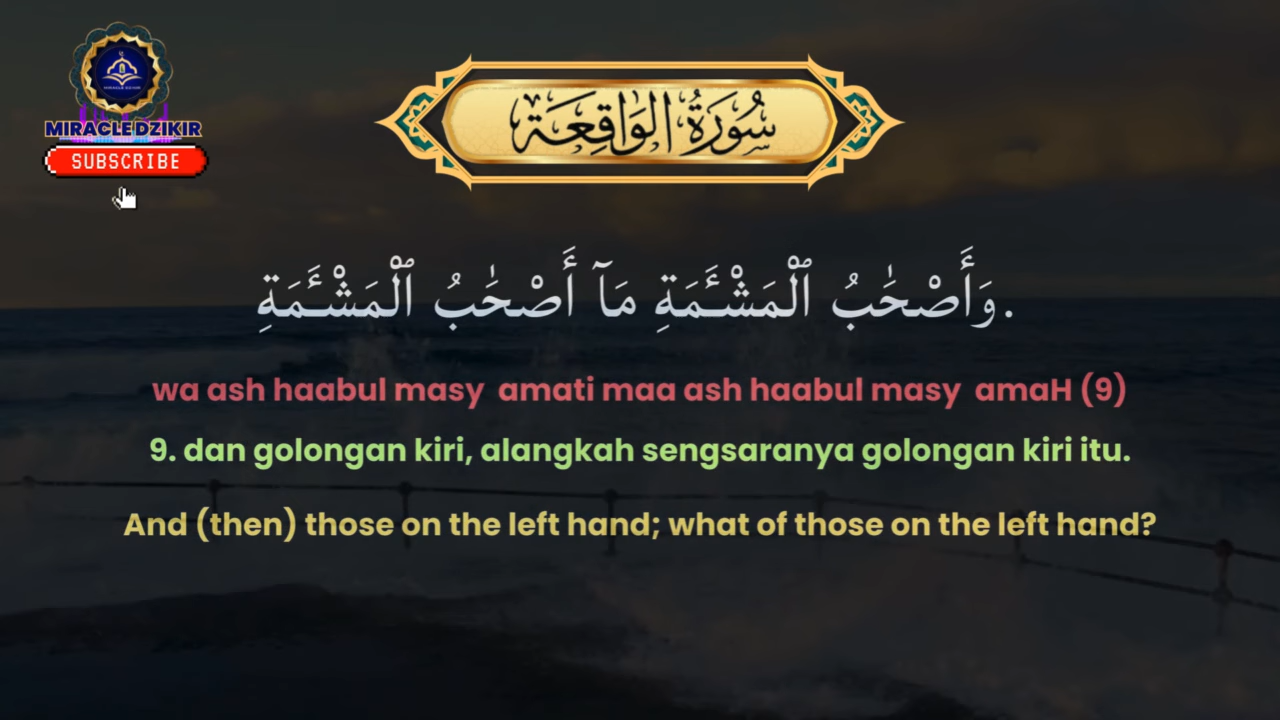 MIRACLE DZIKIR
SUBSCRIBE
سُورَةُ الوَاقِعَة
وَأَصْحَٰبُ ٱلْمَشْـَٔمَةِ مَآ أَصْحَٰبُ ٱلْمَشْـَٔمَةِ.
wa ash haabul masy  amati maa ash haabul masy  amaH (9)
9. dan golongan kiri, alangkah sengsaranya golongan kiri itu.
And (then) those on the left hand; what of those on the left hand?